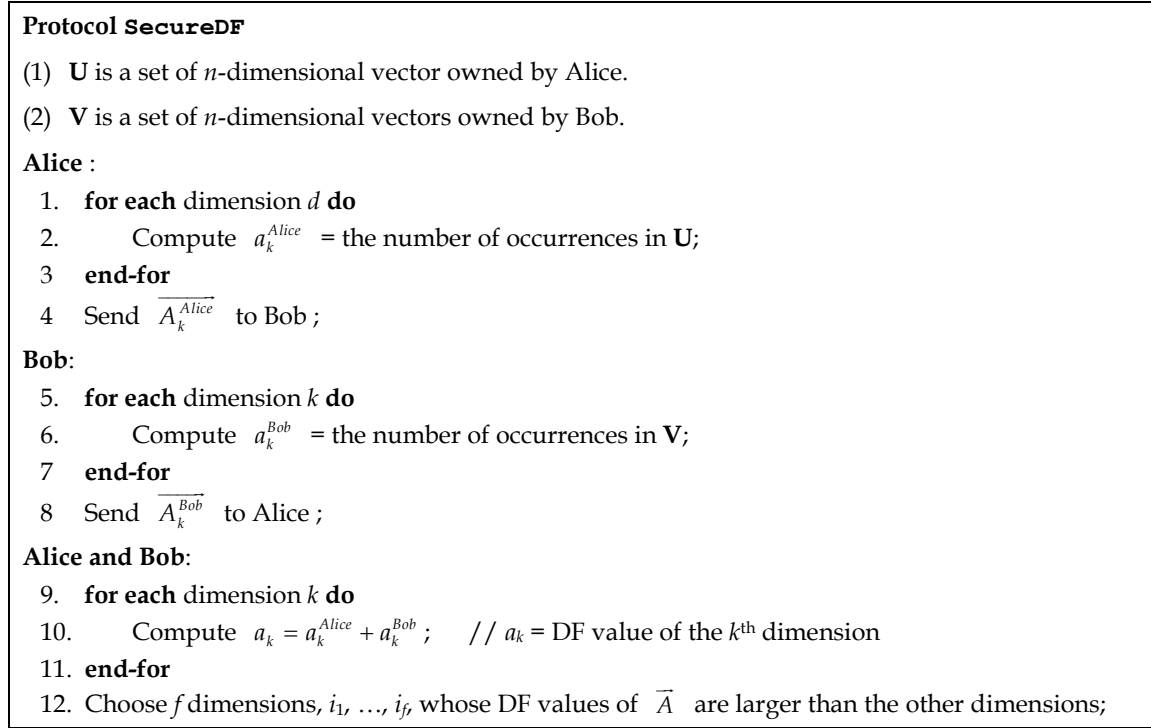 Protocol SecureDF
(1) U is a set of n-dimensional vector owned by Alice.
(2) V is a set of n-dimensional vectors owned by Bob.
Alice :
1. for each dimension d do
2. Compute a_k^{Alice} = the number of occurrences in U;
3 end-for
4 Send \overrightarrow{A_k^{Alice}} to Bob ;
Bob:
5. for each dimension k do
6. Compute a_k^{Bob} = the number of occurrences in V;
7 end-for
8 Send \overrightarrow{A_k^{Bob}} to Alice ;
Alice and Bob:
9. for each dimension k do
10. Compute a_k = a_k^{Alice} + a_k^{Bob} ; // a_k = DF value of the k^{th} dimension
11. end-for
12. Choose f dimensions, i_1, …, i_f, whose DF values of \overrightarrow{A} are larger than the other dimensions;